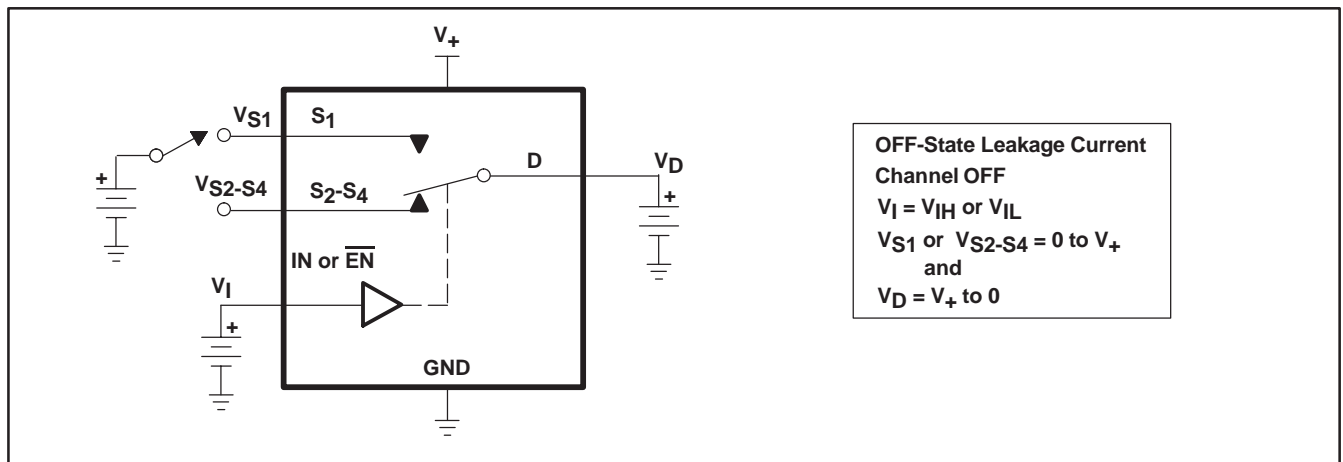 V+
VS1
S1
+
VS2-S4
S2-S4
D
VD
+
IN or E̅N̅
VI
+
GND
OFF-State Leakage Current
Channel OFF
VI = VIH or VIL
VS1 or VS2-S4 = 0 to V+
and
VD = V+ to 0